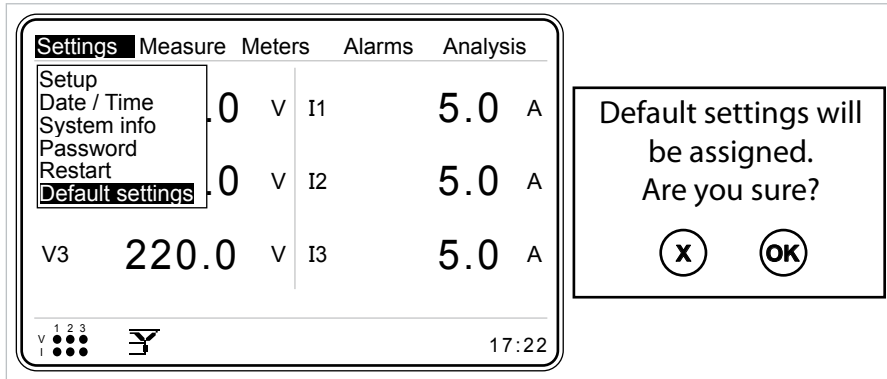 Settings Measure Meters Alarms Analysis
Setup
Date / Time
System info
Password
Restart
Default settings
.0 V I1 5.0 A
.0 V I2 5.0 A
V3 220.0 V I3 5.0 A
1 2 3
V
I
17:22
Default settings will
be assigned.
Are you sure?
X OK